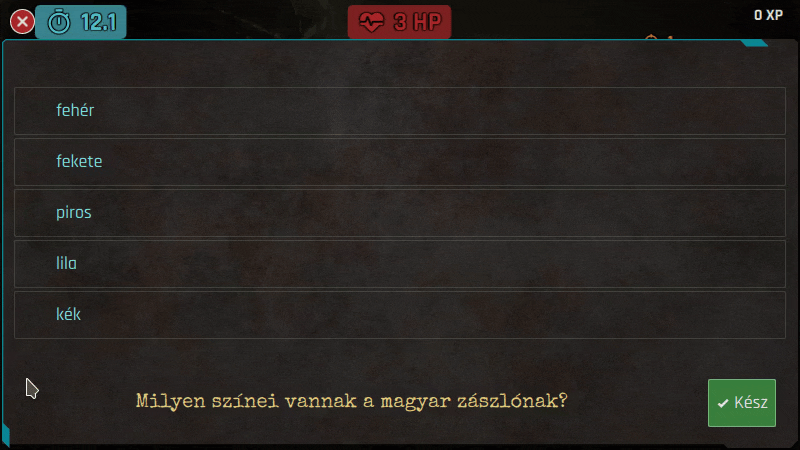 12.1
3 HP
0 XP
fehér
fekete
piros
lila
kék
Milyen színei vannak a magyar zászlónak?
Kész